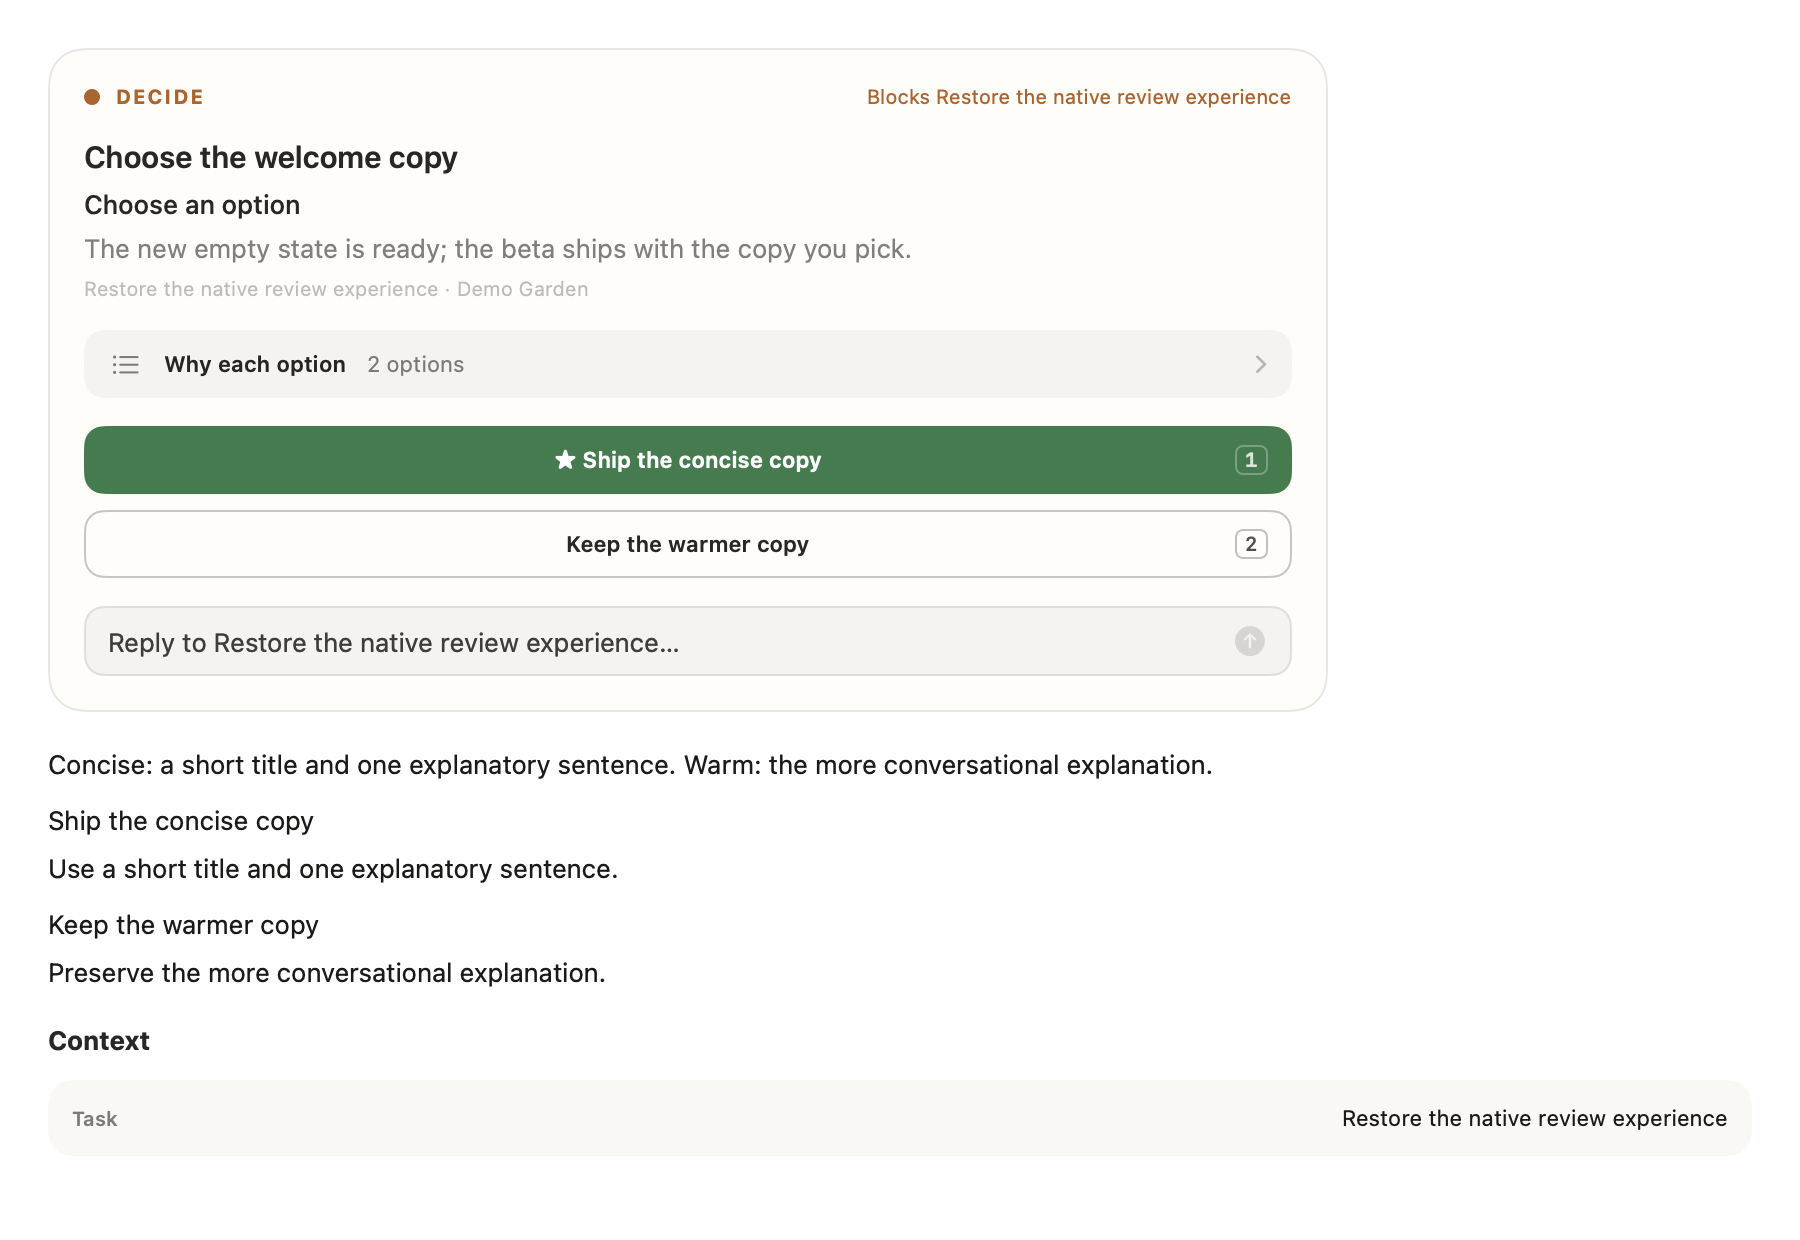 DECIDE
Blocks Restore the native review experience
Choose the welcome copy
Choose an option
The new empty state is ready; the beta ships with the copy you pick.
Restore the native review experience · Demo Garden
Why each option 2 options
★ Ship the concise copy 1
Keep the warmer copy 2
Reply to Restore the native review experience...
Concise: a short title and one explanatory sentence. Warm: the more conversational explanation.
Ship the concise copy
Use a short title and one explanatory sentence.
Keep the warmer copy
Preserve the more conversational explanation.
Context
Task Restore the native review experience